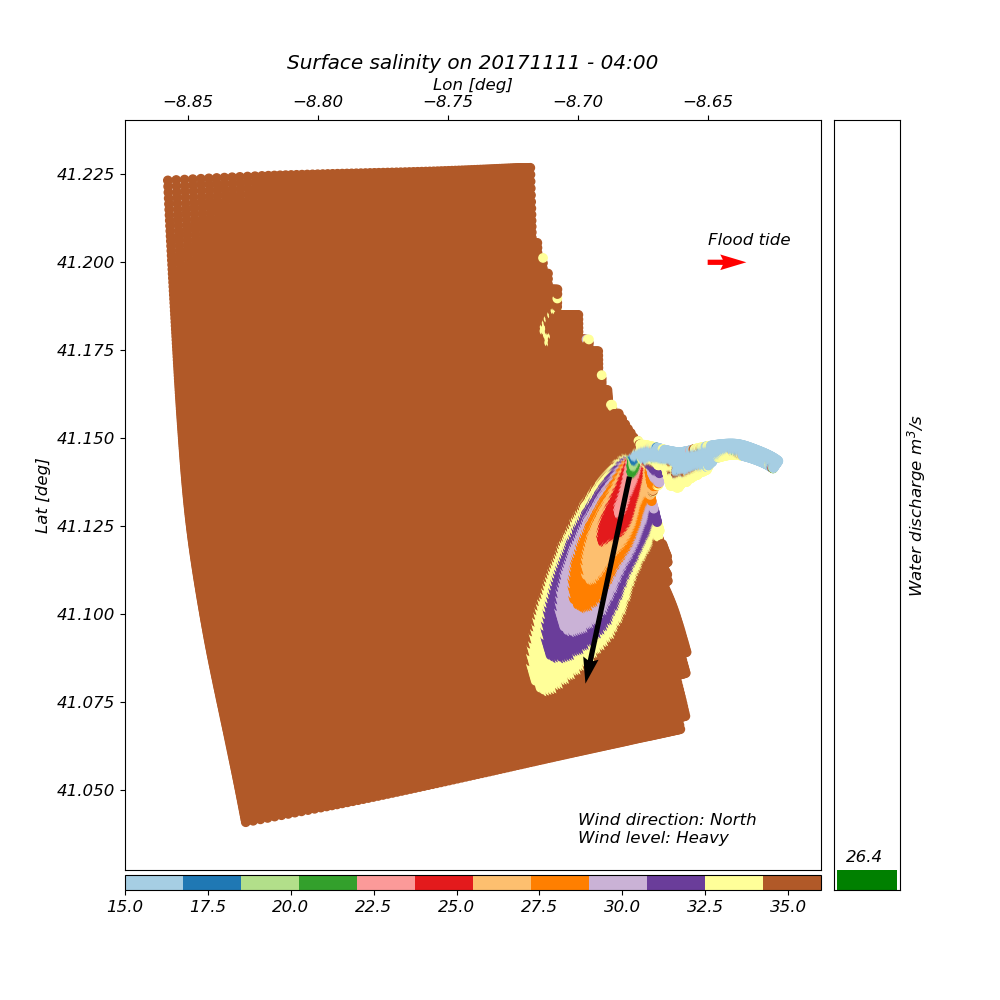 Surface salinity on 20171111 - 04:00
Lon [deg]
−8.85 −8.80 −8.75 −8.70 −8.65
41.225
41.200
41.175
41.150
41.125
41.100
41.075
41.050
Lat [deg]
Flood tide
Wind direction: North
Wind level: Heavy
15.0 17.5 20.0 22.5 25.0 27.5 30.0 32.5 35.0
26.4
Water discharge m³/s